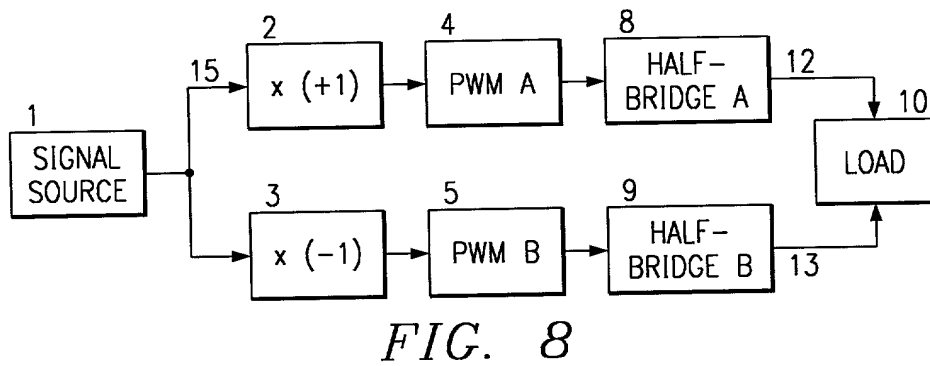 2
4
8
15
x (+1)
PWM A
HALF-
BRIDGE A
12
1
10
SIGNAL
SOURCE
LOAD
3
5
9
x (−1)
PWM B
HALF-
BRIDGE B
13
FIG. 8